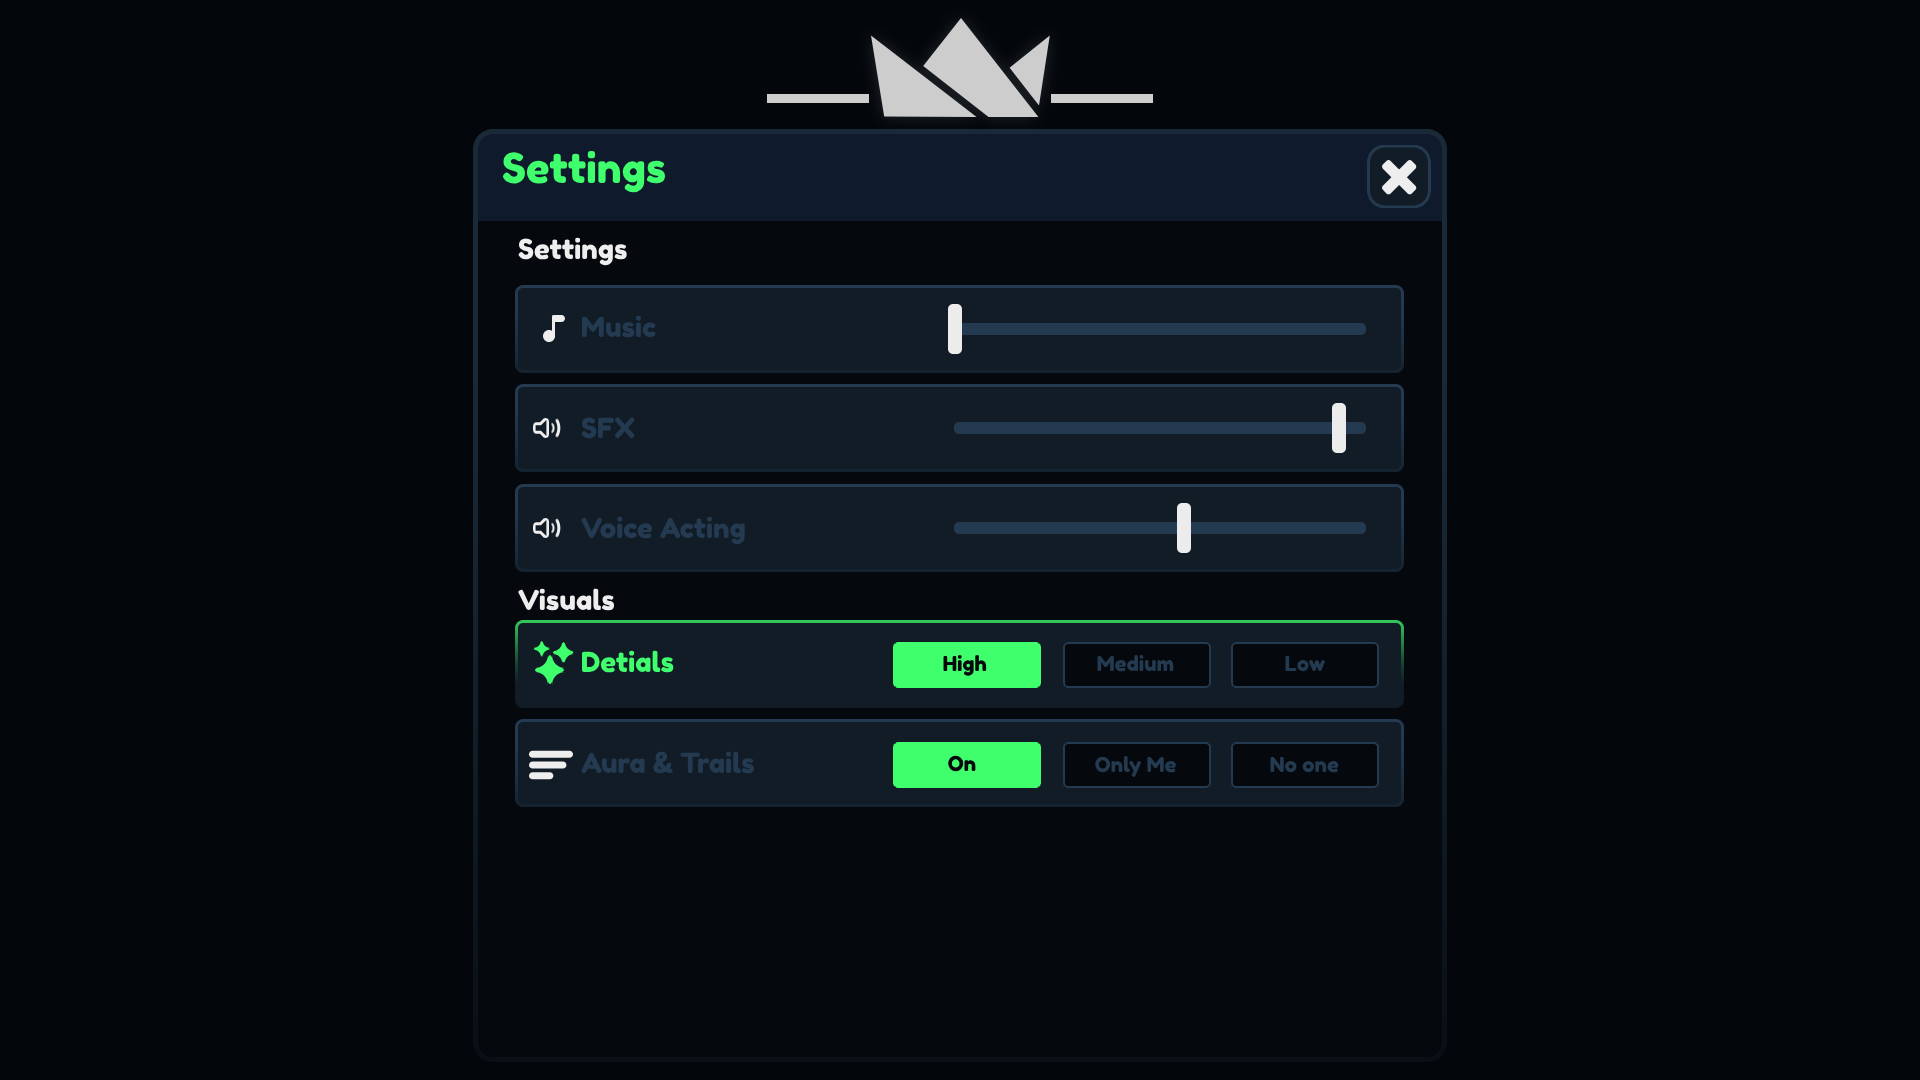 Settings
Settings
Music
SFX
Voice Acting
Visuals
Detials High Medium Low
Aura & Trails On Only Me No one